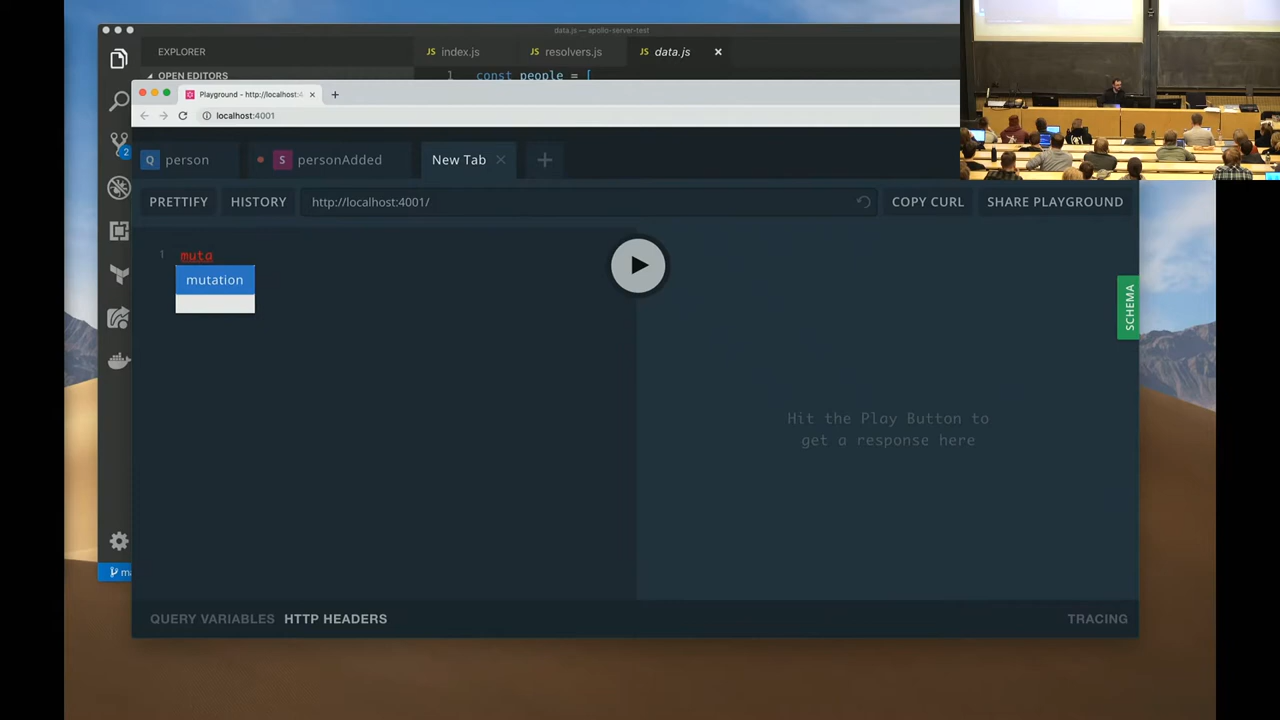 data.js — apollo-server-test
EXPLORER
JS index.js
JS resolvers.js
JS data.js
OPEN EDITORS
1 const people = [
Playground - http://localhost:4
localhost:4001
2
Q person
S personAdded
New Tab
PRETTIFY
HISTORY
http://localhost:4001/
COPY CURL
SHARE PLAYGROUND
1 muta
mutation
SCHEMA
Hit the Play Button to
get a response here
ma
QUERY VARIABLES
HTTP HEADERS
TRACING